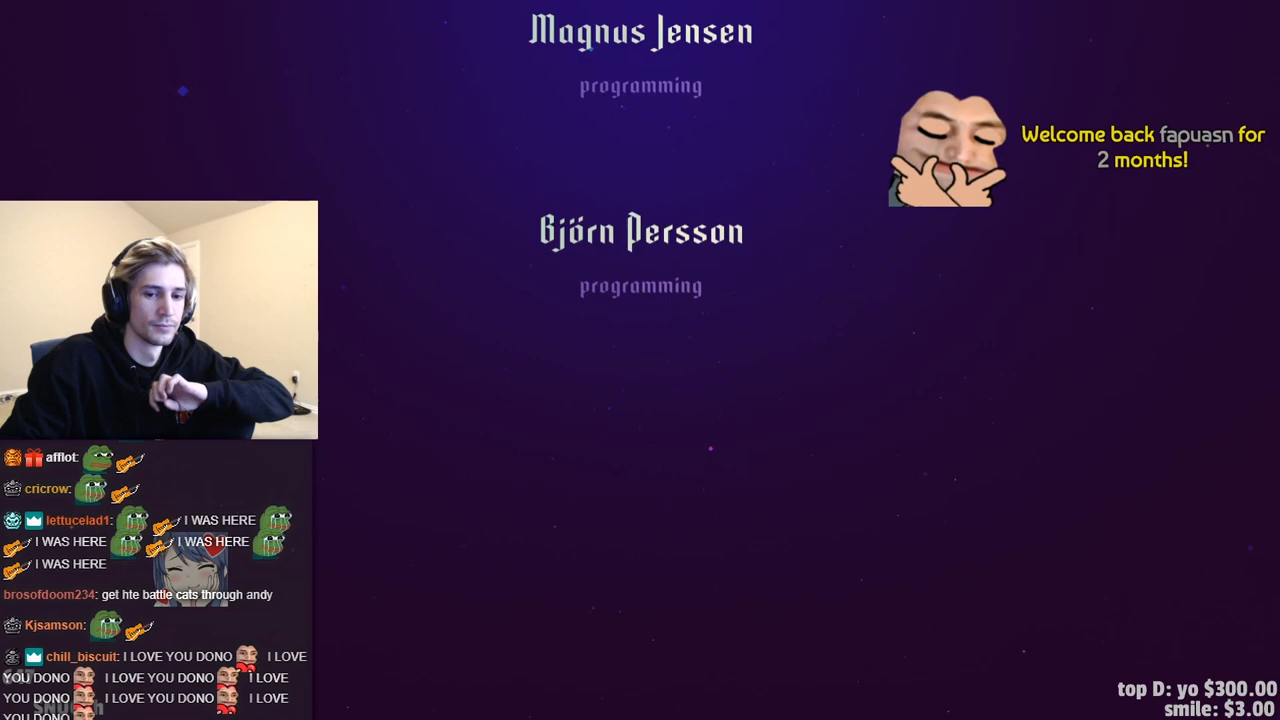 Magnus Jensen
programming
Welcome back fapuasn for
2 months!
Björn Persson
programming
afflot:
cricrow:
lettucelad1: I WAS HERE
I WAS HERE I WAS HERE
I WAS HERE
brosofdoom234: get hte battle cats through andy
Kjsamson:
chill_biscuit: I LOVE YOU DONO I LOVE
YOU DONO I LOVE YOU DONO I LOVE
YOU DONO I LOVE YOU DONO I LOVE
YOU DONO
top D: yo $300.00
smile: $3.00